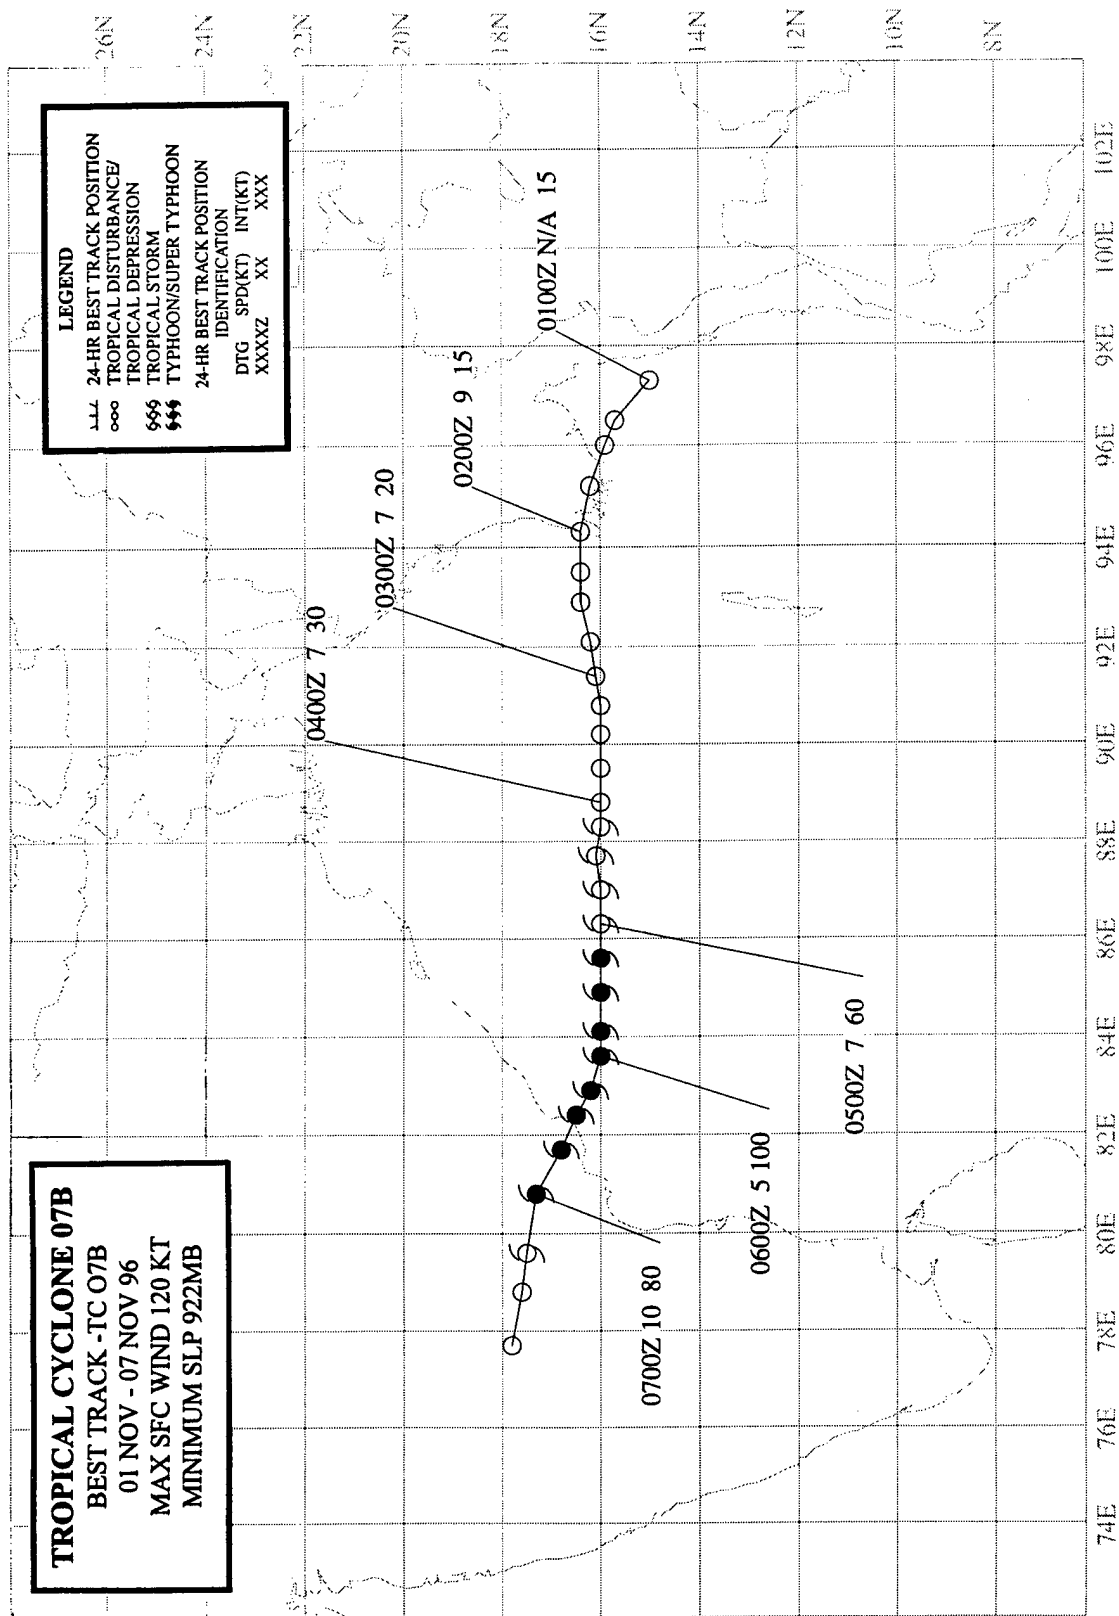 TROPICAL CYCLONE 07B
BEST TRACK -TC O7B
01 NOV - 07 NOV 96
MAX SFC WIND 120 KT
MINIMUM SLP 922MB
LEGEND
24-HR BEST TRACK POSITION
TROPICAL DISTURBANCE/
TROPICAL DEPRESSION
TROPICAL STORM
TYPHOON/SUPER TYPHOON
24-HR BEST TRACK POSITION
IDENTIFICATION
DTG SPD(KT) INT(KT)
XXXXZ XX XXX
26N
24N
22N
20N
18N
16N
14N
12N
10N
8N
0400Z 7 30
0300Z 7 20
0200Z 9 15
0100Z N/A 15
0700Z 10 80
0600Z 5 100
0500Z 7 60
74E 76E 78E 80E 82E 84E 86E 88E 90E 92E 94E 96E 98E 100E 102E